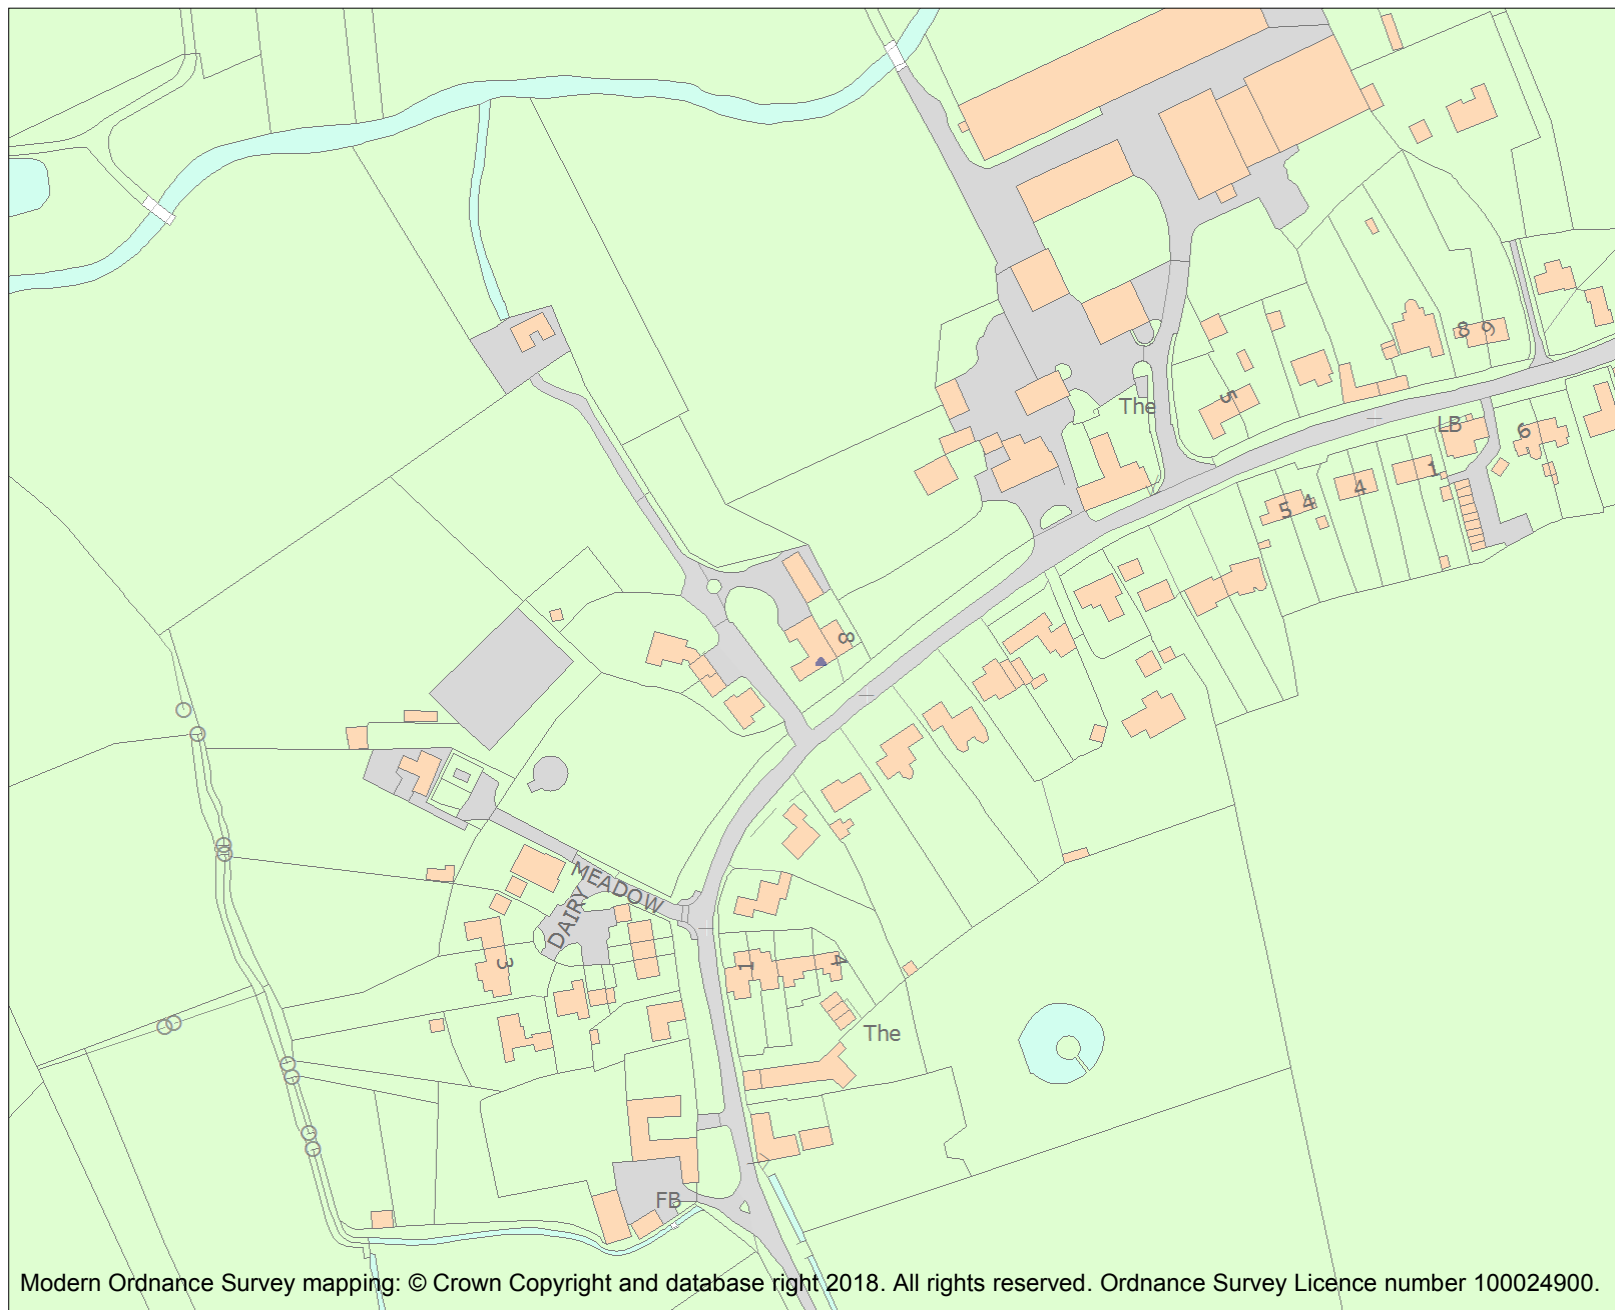 8 9
The
5
LB
6
1
4
5 4
8
MEADOW
DAIRY
3
1
4
The
FB
Modern Ordnance Survey mapping: © Crown Copyright and database right 2018. All rights reserved. Ordnance Survey Licence number 100024900.